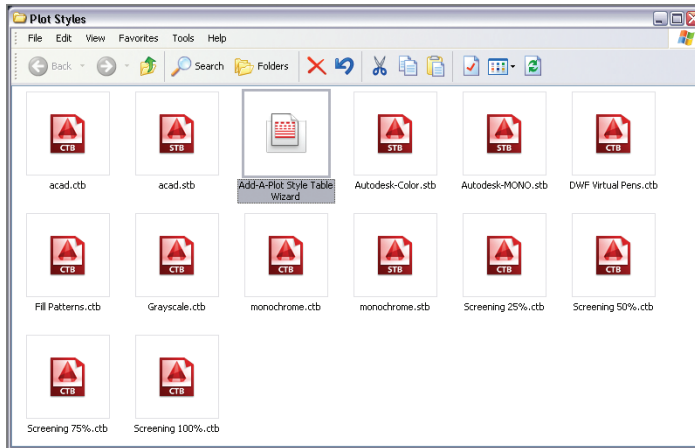 Plot Styles
File Edit View Favorites Tools Help
Back Search Folders
CTB STB STB STB CTB
acad.ctb acad.stb Add-A-Plot Style Table Autodesk-Color.stb Autodesk-MONO.stb DWF Virtual Pens.ctb
Wizard
CTB CTB CTB STB CTB CTB
Fill Patterns.ctb Grayscale.ctb monochrome.ctb monochrome.stb Screening 25%.ctb Screening 50%.ctb
CTB CTB
Screening 75%.ctb Screening 100%.ctb